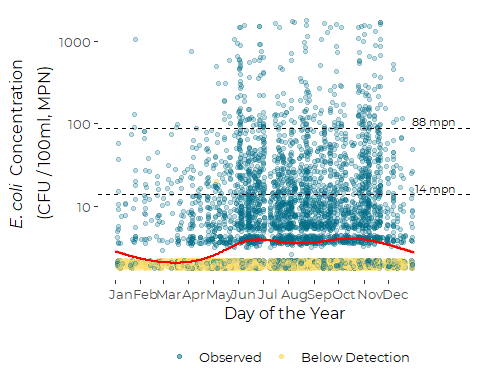 E.coli Concentration
(CFU / 100ml, MPN)
1000
100
10
88 mpn
14 mpn
Jan Feb Mar Apr May Jun Jul Aug Sep Oct Nov Dec
Day of the Year
Observed Below Detection